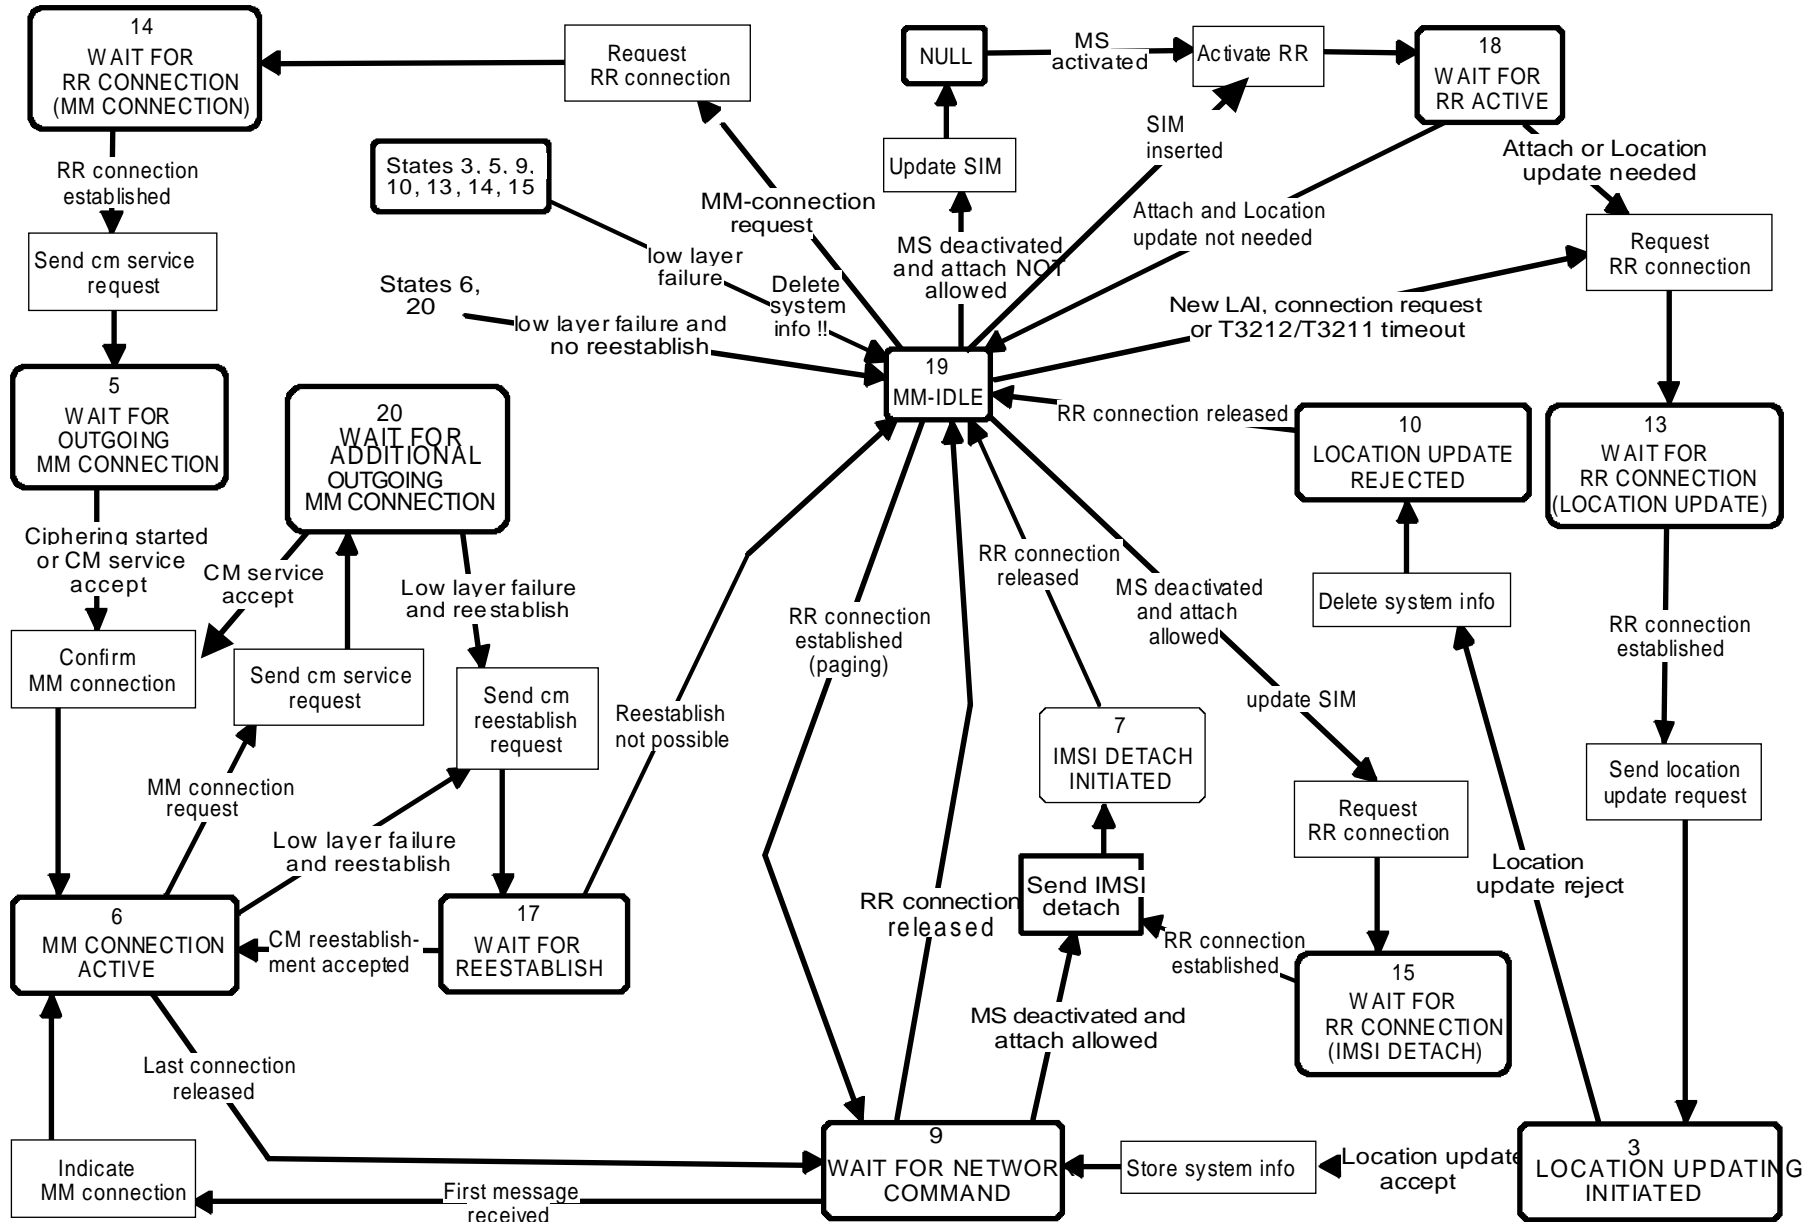 14
WAIT FOR
RR CONNECTION
(MM CONNECTION)
Request
RR connection
NULL
MS
activated
Activate RR
18
WAIT FOR
RR ACTIVE
RR connection
established
States 3, 5, 9,
10, 13, 14, 15
Update SIM
SIM
inserted
Attach or Location
update needed
MM-connection
request
Attach and Location
update not needed
Send cm service
request
low layer
failure
MS deactivated
and attach NOT
allowed
Request
RR connection
States 6,
20
Delete
system
info !!
low layer failure and
no reestablish
New LAI, connection request
or T3212/T3211 timeout
19
MM-IDLE
5
WAIT FOR
OUTGOING
MM CONNECTION
20
WAIT FOR
ADDITIONAL
OUTGOING
MM CONNECTION
RR connection released
10
LOCATION UPDATE
REJECTED
13
WAIT FOR
RR CONNECTION
(LOCATION UPDATE)
Ciphering started
or CM service
accept
CM service
accept
Low layer failure
and reestablish
RR connection
released
MS deactivated
and attach
allowed
Delete system info
RR connection
established
(paging)
RR connection
established
Confirm
MM connection
Send cm service
request
Send cm
reestablish
request
Reestablish
not possible
update SIM
7
IMSI DETACH
INITIATED
MM connection
request
Request
RR connection
Send location
update request
Low layer failure
and reestablish
Location
update reject
6
MM CONNECTION
ACTIVE
CM reestablish-
ment accepted
17
WAIT FOR
REESTABLISH
RR connection
released
Send IMSI
detach
RR connection
established
15
WAIT FOR
RR CONNECTION
(IMSI DETACH)
MS deactivated and
attach allowed
Last connection
released
Indicate
MM connection
First message
received
9
WAIT FOR NETWOR
COMMAND
Store system info
Location update
accept
3
LOCATION UPDATING
INITIATED